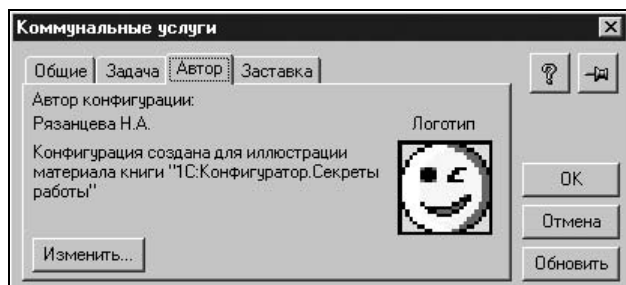 Коммунальные услуги
Общие Задача Автор Заставка
Автор конфигурации:
Рязанцева Н.А.
Логотип
Конфигурация создана для иллюстрации
материала книги "1С:Конфигуратор.Секреты
работы"
Изменить...
OK
Отмена
Обновить